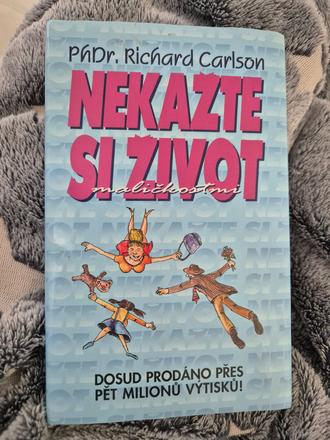 PhDr. Richard Carlson
NEKAZTE
SI ŽIVOT
maličkostmi
DOSUD PRODÁNO PŘES
PĚT MILIONŮ VÝTISKŮ!